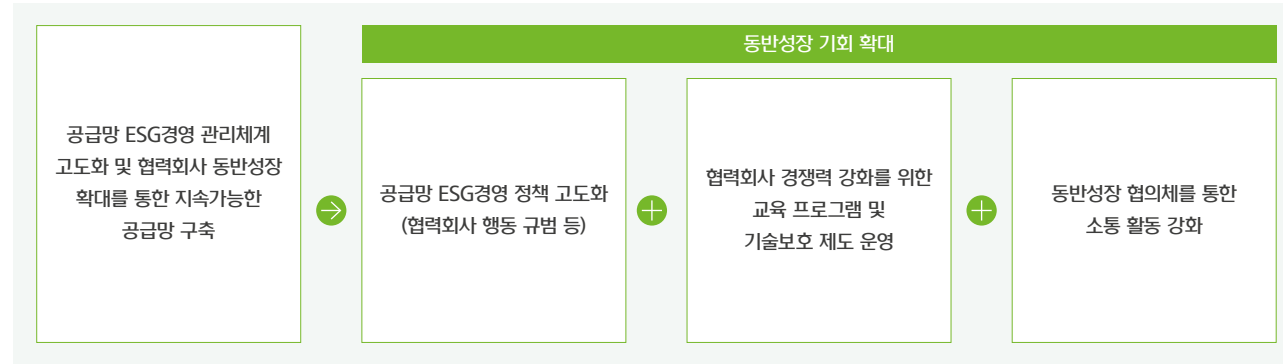 공급망 ESG경영 관리체계
고도화 및 협력회사 동반성장
확대를 통한 지속가능한
공급망 구축
동반성장 기회 확대
공급망 ESG경영 정책 고도화
(협력회사 행동 규범 등)
협력회사 경쟁력 강화를 위한
교육 프로그램 및
기술보호 제도 운영
동반성장 협의체를 통한
소통 활동 강화